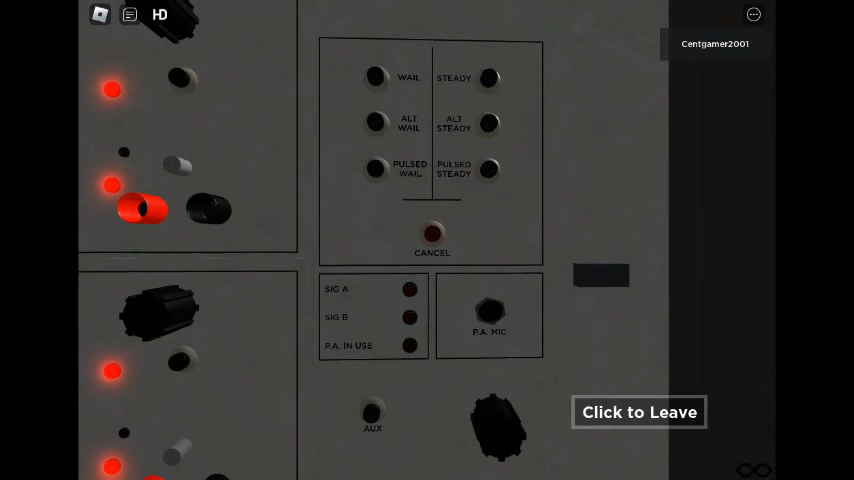 HD
Centgamer2001
WAIL
STEADY
ALT
WAIL
ALT
STEADY
PULSED
WAIL
PULSED
STEADY
CANCEL
SIG A
SIG B
P.A. IN USE
P.A. MIC
AUX
Click to Leave